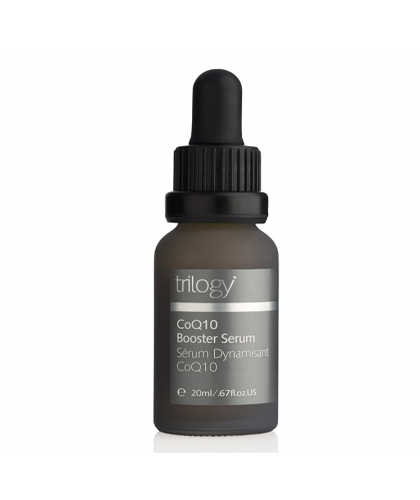 trilogy
CoQ10
Booster Serum
Sérum Dynamisant
CoQ10
℮ 20ml/.67fl.oz.US